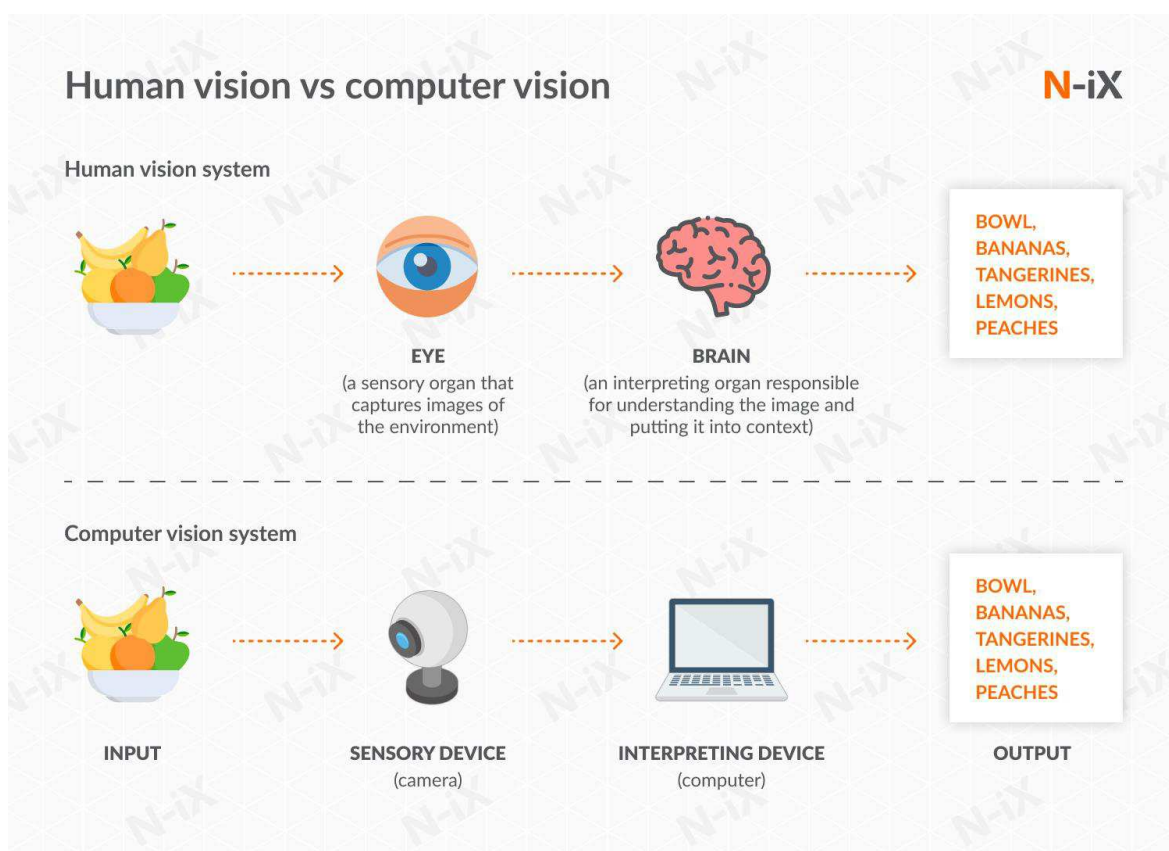 Human vision vs computer vision
N-iX
Human vision system
BOWL,
BANANAS,
TANGERINES,
LEMONS,
PEACHES
EYE
(a sensory organ that
captures images of
the environment)
BRAIN
(an interpreting organ responsible
for understanding the image and
putting it into context)
Computer vision system
BOWL,
BANANAS,
TANGERINES,
LEMONS,
PEACHES
INPUT
SENSORY DEVICE
(camera)
INTERPRETING DEVICE
(computer)
OUTPUT